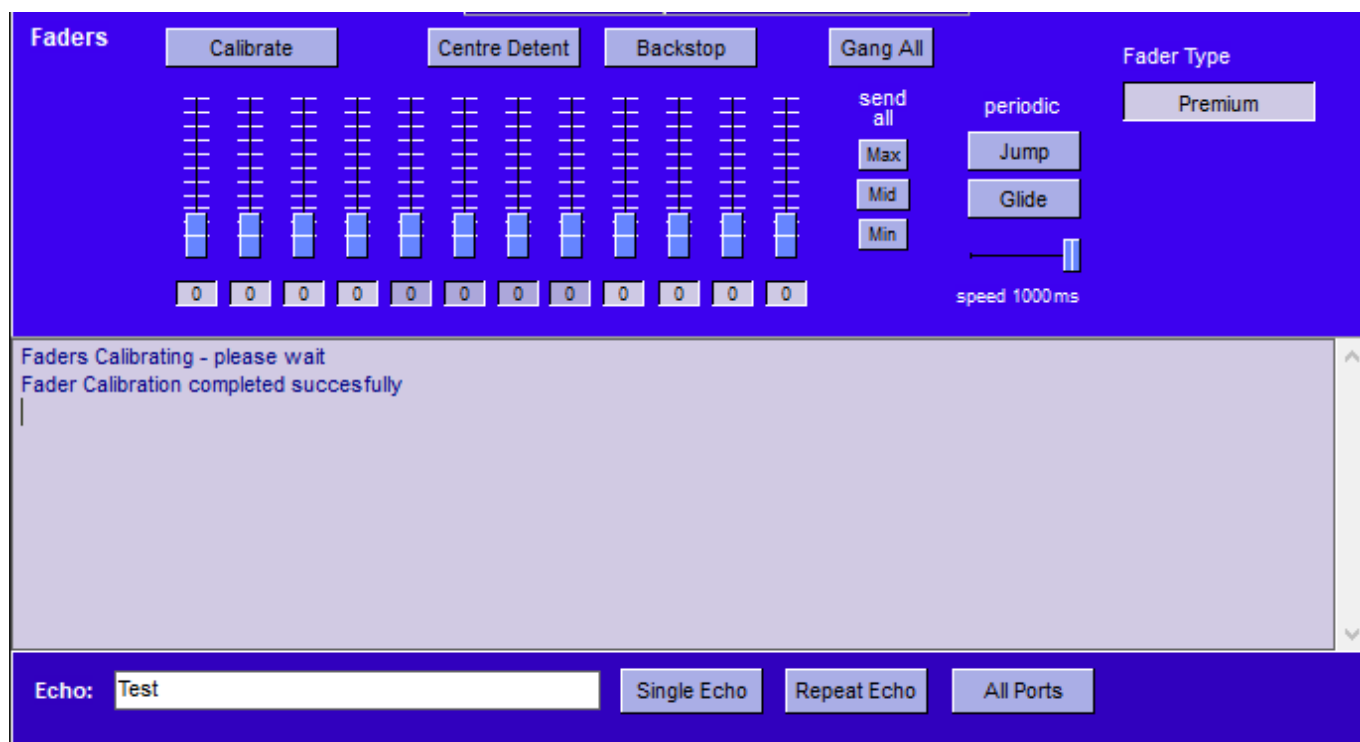 Faders
Calibrate
Centre Detent
Backstop
Gang All
Fader Type
Premium
send
all
Max
Mid
Min
periodic
Jump
Glide
speed 1000 ms
0 0 0 0 0 0 0 0 0 0 0 0
Faders Calibrating - please wait
Fader Calibration completed succesfully
Echo: Test Single Echo Repeat Echo All Ports